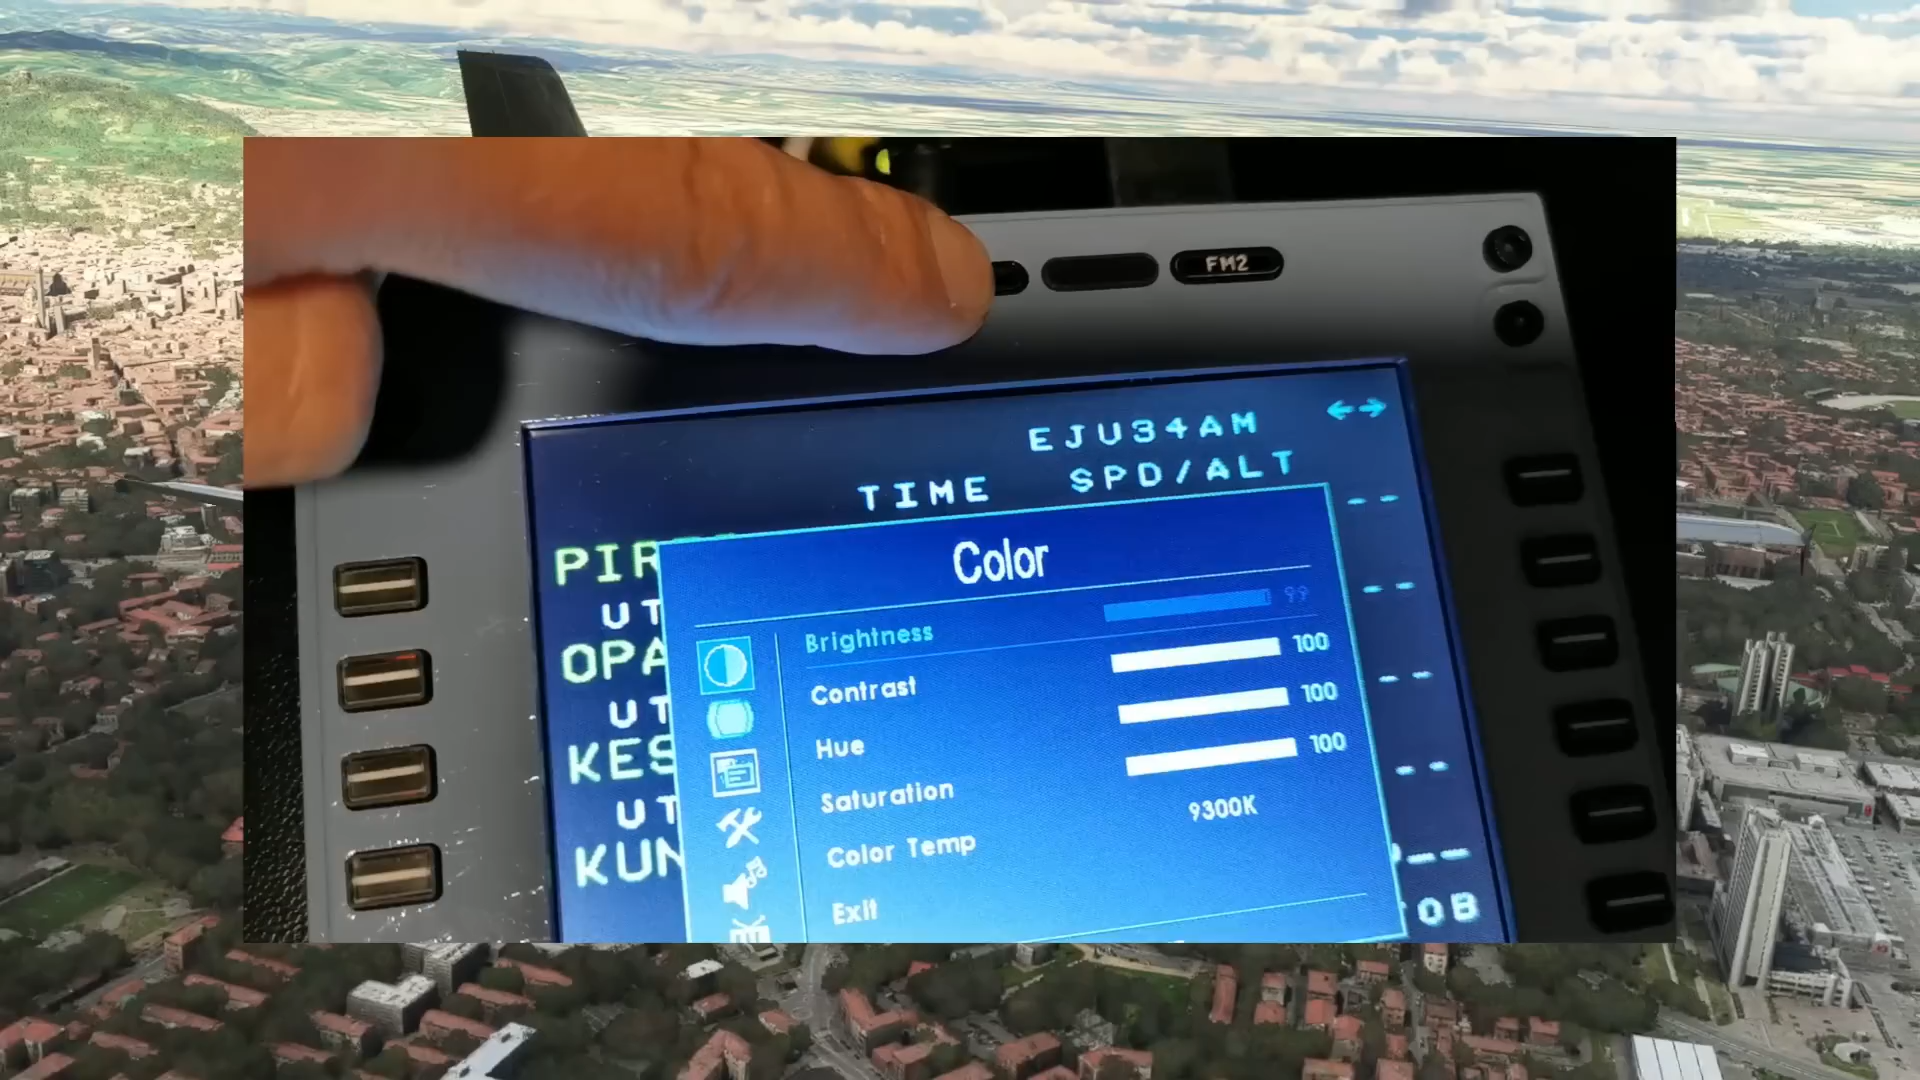 FM2
EJU34AM ←→
TIME SPD/ALT
-- 
PIR
UT
--
OPA
UT
--
KES
UT
--
KUN
---
OB
Color
Brightness 99
Contrast 100
Hue 100
Saturation 100
Color Temp 9300K
Exit